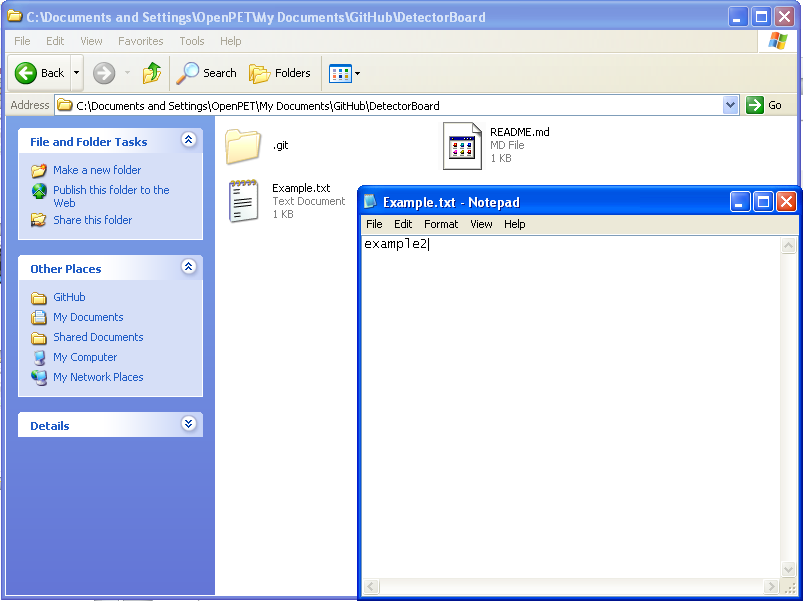 C:\Documents and Settings\OpenPET\My Documents\GitHub\DetectorBoard
File Edit View Favorites Tools Help
Back Search Folders
Address C:\Documents and Settings\OpenPET\My Documents\GitHub\DetectorBoard Go
File and Folder Tasks
Make a new folder
Publish this folder to the
Web
Share this folder
Other Places
GitHub
My Documents
Shared Documents
My Computer
My Network Places
Details
.git
README.md
MD File
1 KB
Example.txt
Text Document
1 KB
Example.txt - Notepad
File Edit Format View Help
example2